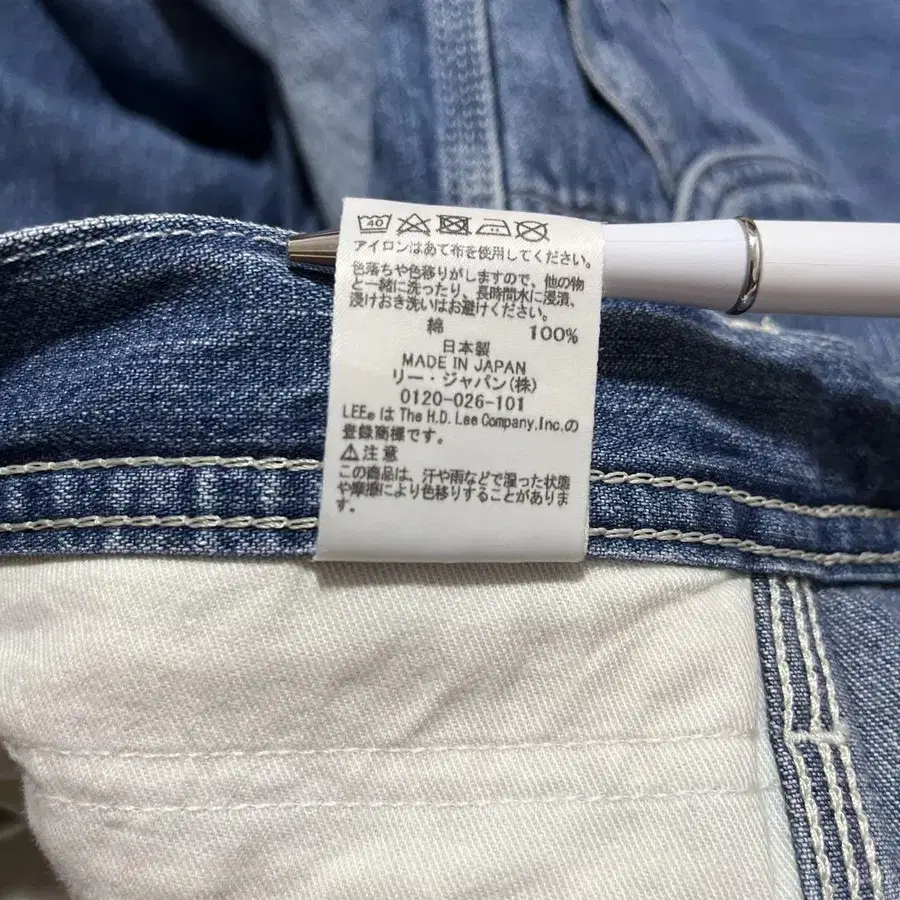 40
アイロンはあて布を使用してください。
色落ちや色移りがしますので、他の物
と一緒に洗ったり、長時間水に浸漬、
浸けおき洗いはお避けください。
綿 100%
日本製
MADE IN JAPAN
リー・ジャパン(株)
0120-026-101
LEE®は The H.D. Lee Company,Inc.の
登録商標です。
⚠注意
この商品は、汗や雨などで湿った状態
や摩擦により色移りすることがありま
す。